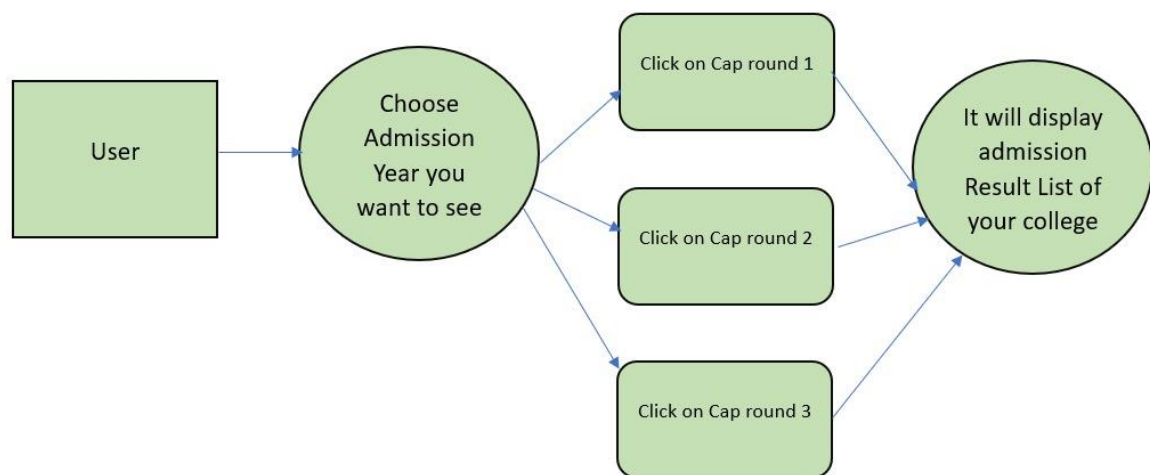 User
Choose
Admission
Year you
want to see
Click on Cap round 1
Click on Cap round 2
Click on Cap round 3
It will display
admission
Result List of
your college